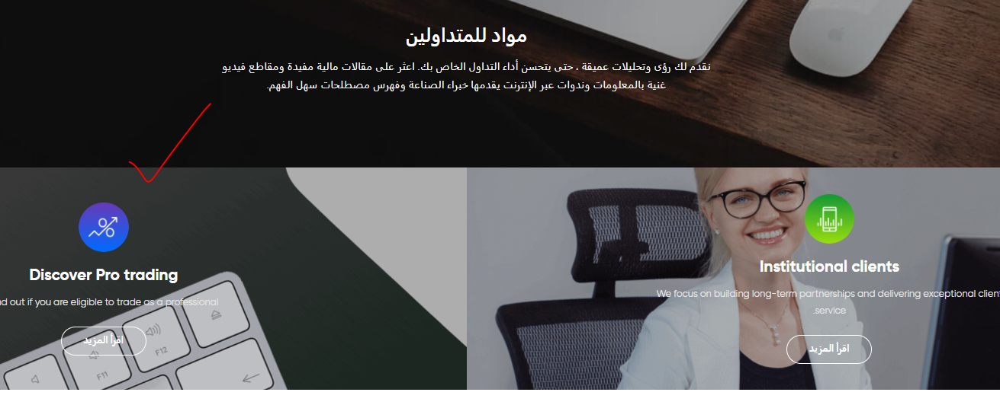 مواد للمتداولين
نقدم لك رؤى وتحليلات عميقة ، حتى يتحسن أداء التداول الخاص بك. اعثر على مقالات مالية مفيدة ومقاطع فيديو
غنية بالمعلومات وندوات عبر الإنترنت يقدمها خبراء الصناعة وفهرس مصطلحات سهل الفهم.
Discover Pro trading
out if you are eligible to trade as a professional
اقرأ المزيد
F12
F11
Institutional clients
We focus on building long-term partnerships and delivering exceptional client
.service
اقرأ المزيد